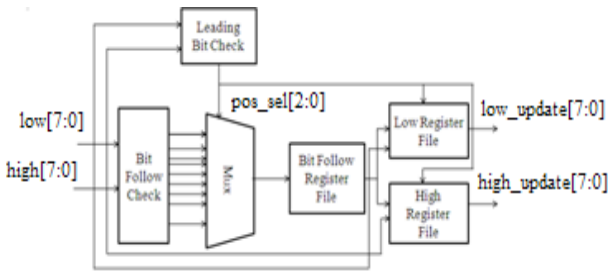 Leading
Bit Check
pos_sel[2:0]
low[7:0]
high[7:0]
Bit
Follow
Check
Mux
Bit Follow
Register
File
Low Register
File
low_update[7:0]
High
Register
File
high_update[7:0]